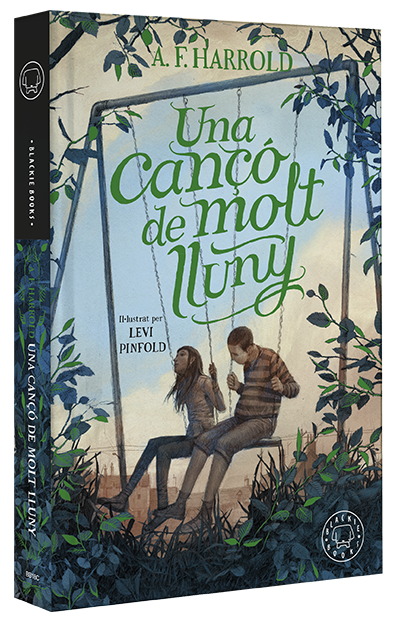 A. F. HARROLD
Una
cançó
de molt
lluny
Il·lustrat per
LEVI
PINFOLD
BLACKIE
BOOKS
• BLACKIE BOOKS •
A. F. HARROLD UNA CANÇÓ DE MOLT LLUNY